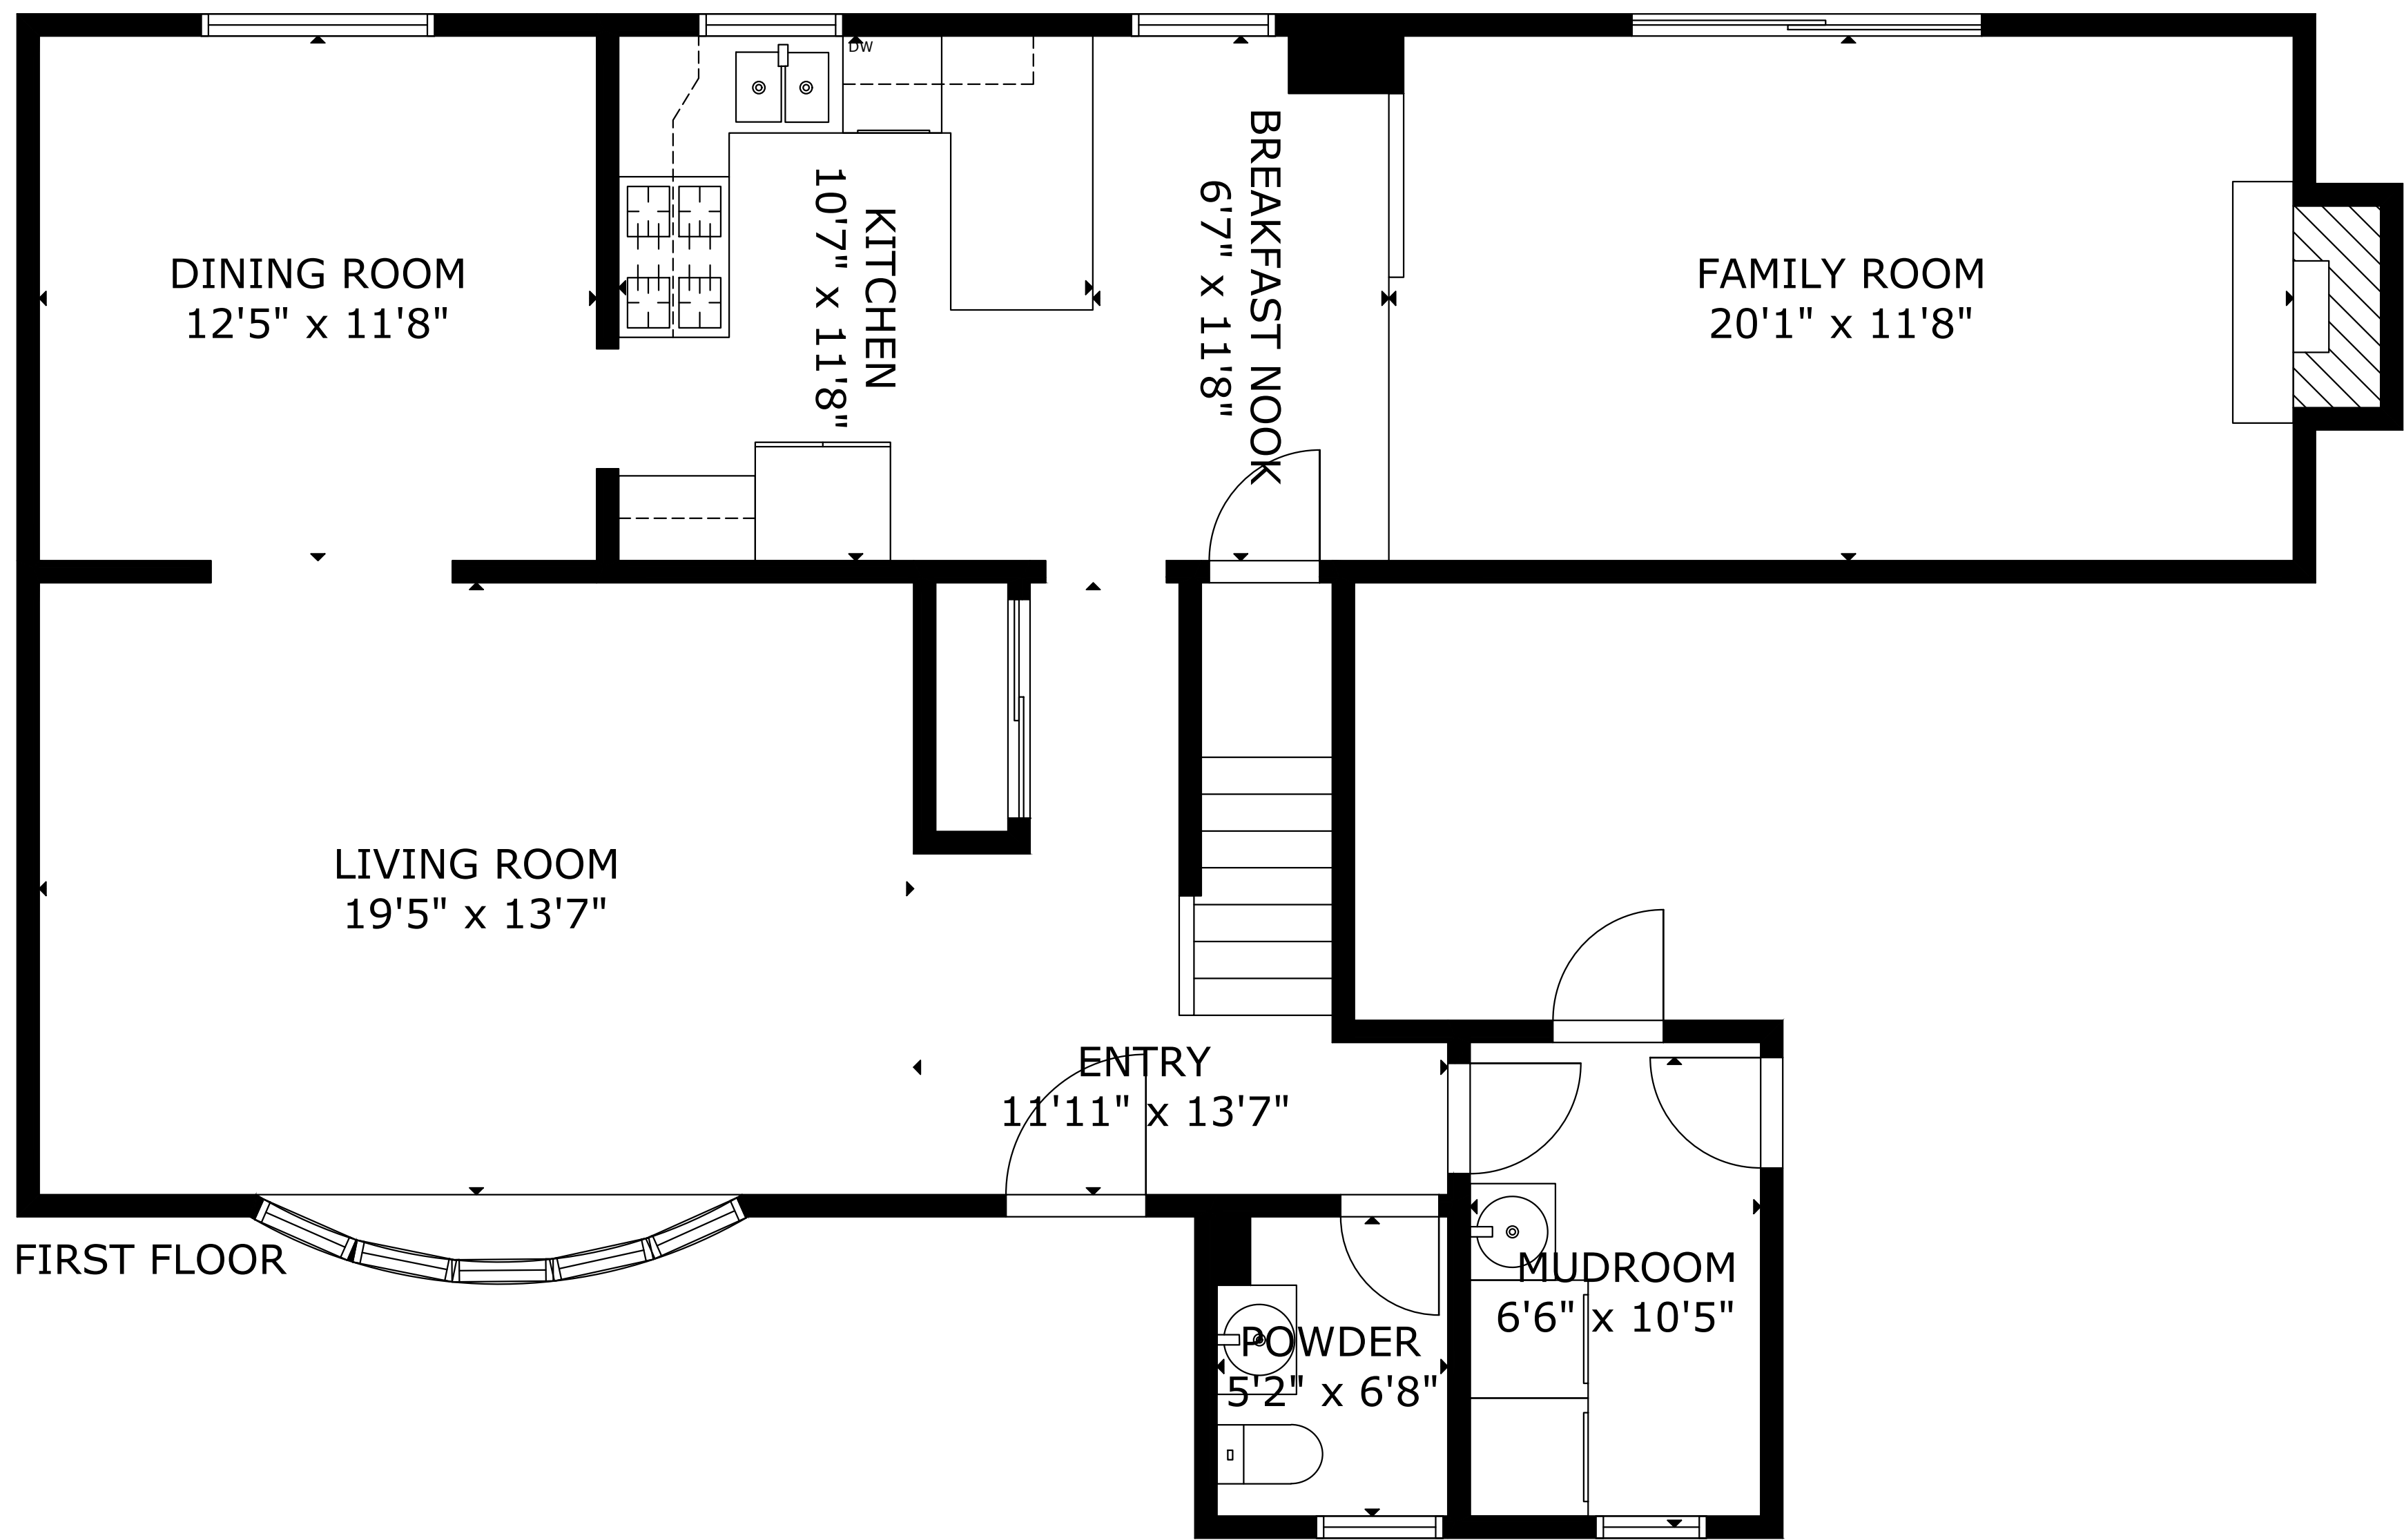 DW
DINING ROOM
12'5" x 11'8"
KITCHEN
10'7" x 11'8"
BREAKFAST NOOK
6'7" x 11'8"
FAMILY ROOM
20'1" x 11'8"
LIVING ROOM
19'5" x 13'7"
ENTRY
11'11" x 13'7"
FIRST FLOOR
MUDROOM
6'6" x 10'5"
POWDER
5'2" x 6'8"